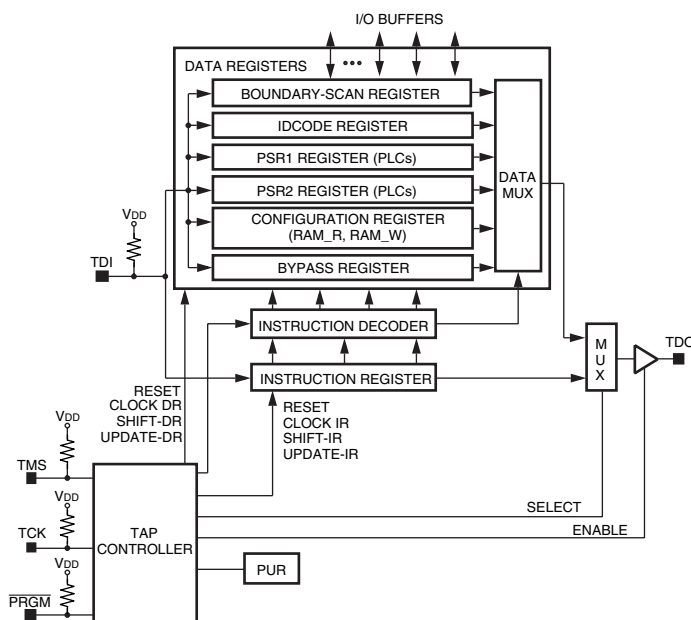 I/O BUFFERS
DATA REGISTERS
BOUNDARY-SCAN REGISTER
IDCODE REGISTER
PSR1 REGISTER (PLCs)
PSR2 REGISTER (PLCs)
CONFIGURATION REGISTER
(RAM_R, RAM_W)
BYPASS REGISTER
DATA
MUX
VDD
TDI
INSTRUCTION DECODER
INSTRUCTION REGISTER
M
U
X
TDO
RESET
CLOCK DR
SHIFT-DR
UPDATE-DR
RESET
CLOCK IR
SHIFT-IR
UPDATE-IR
VDD
TMS
VDD
TCK
VDD
PRGM
TAP
CONTROLLER
SELECT
ENABLE
PUR